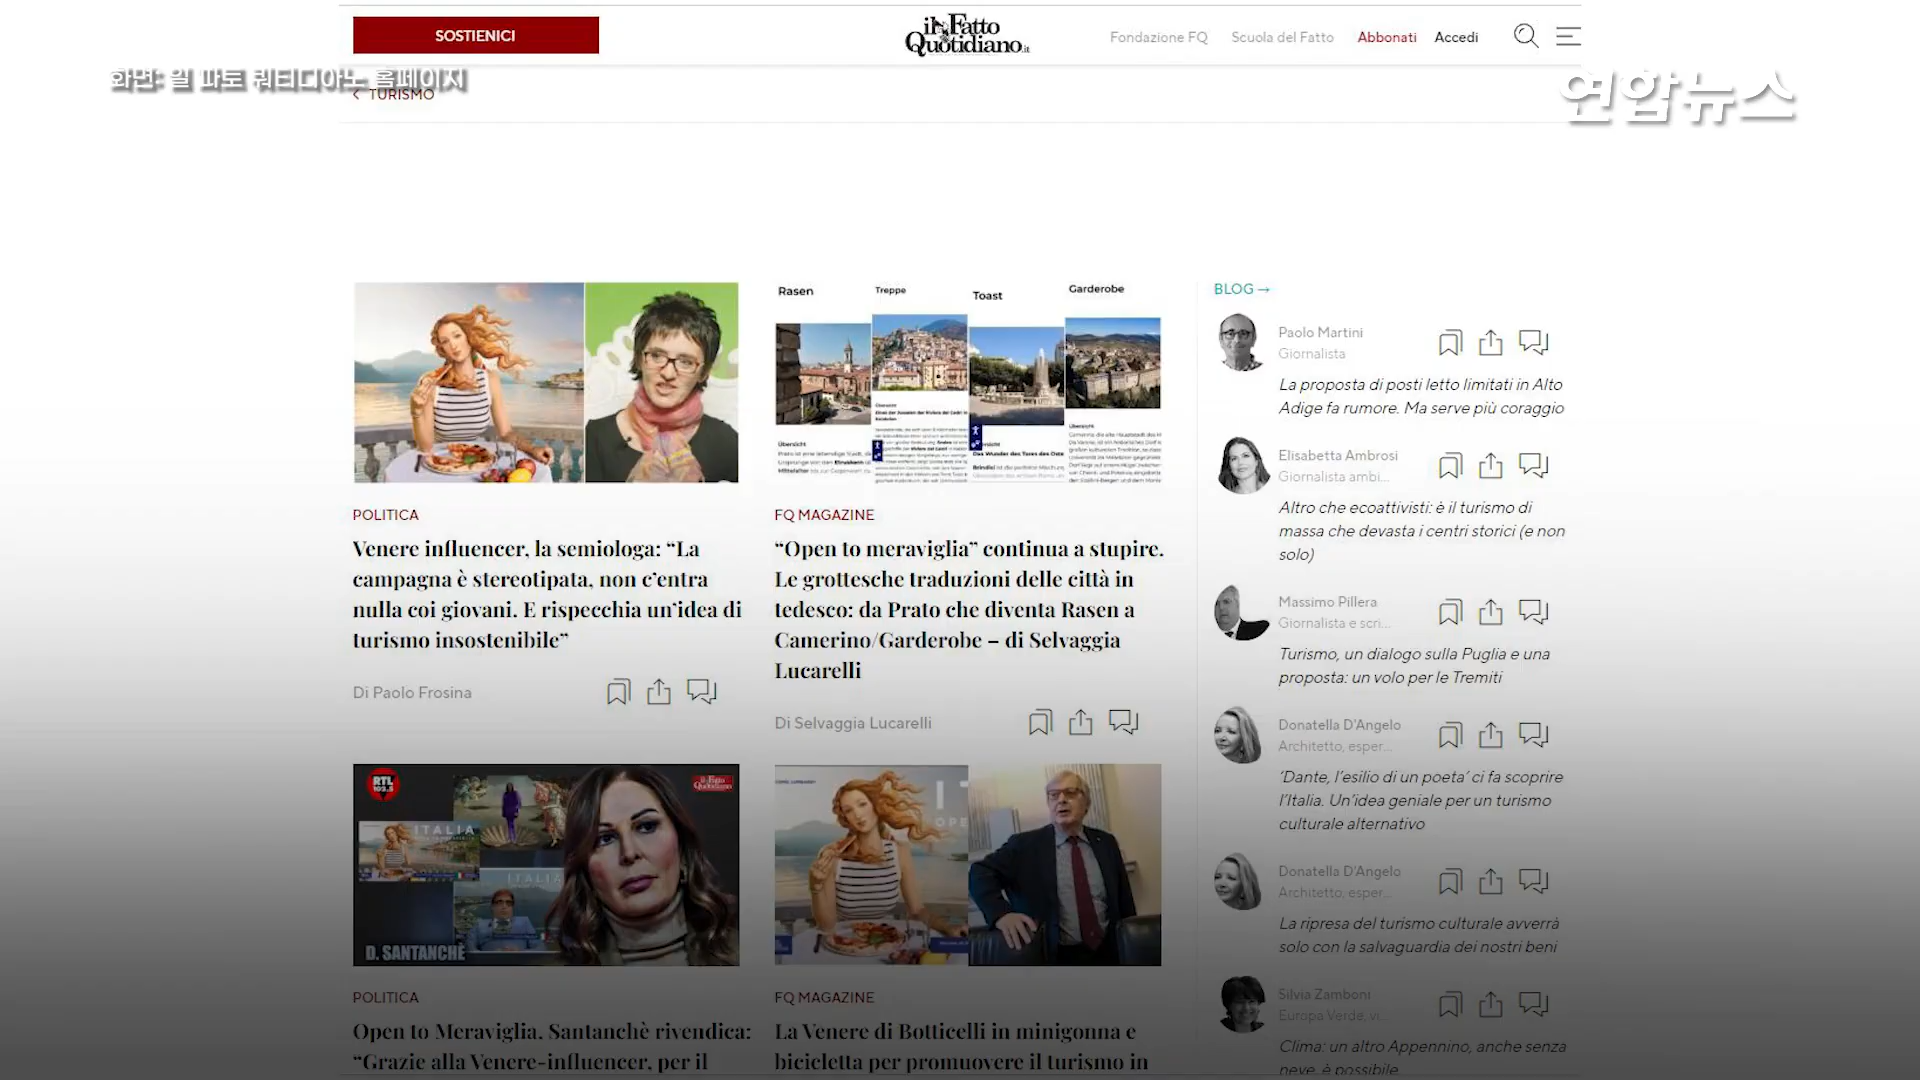 SOSTIENICI
il Fatto
Quotidiano.it
Fondazione FQ
Scuola del Fatto
Abbonati
Accedi
화면: 일 파토 쿼티디아노 홈페이지
연합뉴스
< TURISMO
POLITICA
Venere influencer, la semiologa: “La
campagna è stereotipata, non c’entra
nulla coi giovani. E rispecchia un’idea di
turismo insostenibile”
Di Paolo Frosina
Rasen
Treppe
Toast
Garderobe
Übersicht
FQ MAGAZINE
“Open to meraviglia” continua a stupire.
Le grottesche traduzioni delle città in
tedesco: da Prato che diventa Rasen a
Camerino/Garderobe – di Selvaggia
Lucarelli
Di Selvaggia Lucarelli
RTL
102.5
il Fatto
Quotidiano
ITALIA
ITALIA
D. SANTANCHÈ
POLITICA
Open to Meraviglia, Santanchè rivendica:
“Grazie alla Venere-influencer, per il
FQ MAGAZINE
La Venere di Botticelli in minigonna e
bicicletta per promuovere il turismo in
BLOG →
Paolo Martini
Giornalista
La proposta di posti letto limitati in Alto
Adige fa rumore. Ma serve più coraggio
Elisabetta Ambrosi
Giornalista ambi...
Altro che ecoattivisti: è il turismo di
massa che devasta i centri storici (e non
solo)
Massimo Pillera
Giornalista e scri...
Turismo, un dialogo sulla Puglia e una
proposta: un volo per le Tremiti
Donatella D'Angelo
Architetto, esper...
‘Dante, l’esilio di un poeta’ ci fa scoprire
l’Italia. Un’idea geniale per un turismo
culturale alternativo
Donatella D'Angelo
Architetto, esper...
La ripresa del turismo culturale avverrà
solo con la salvaguardia dei nostri beni
Silvia Zamboni
Europa Verde, vi...
Clima: un altro Appennino, anche senza
neve, è possibile